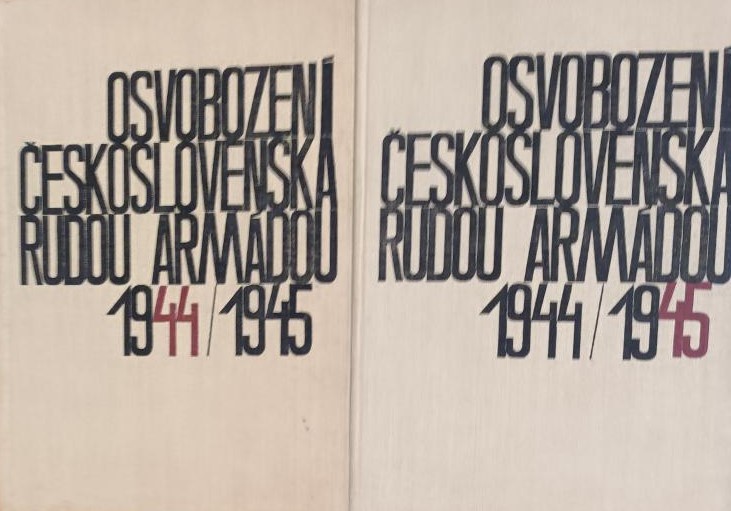 OSVOBOZENÍ
ČESKOSLOVENSKA
RUDOU ARMÁDOU
1944/1945
OSVOBOZENÍ
ČESKOSLOVENSKA
RUDOU ARMÁDOU
1944/1945